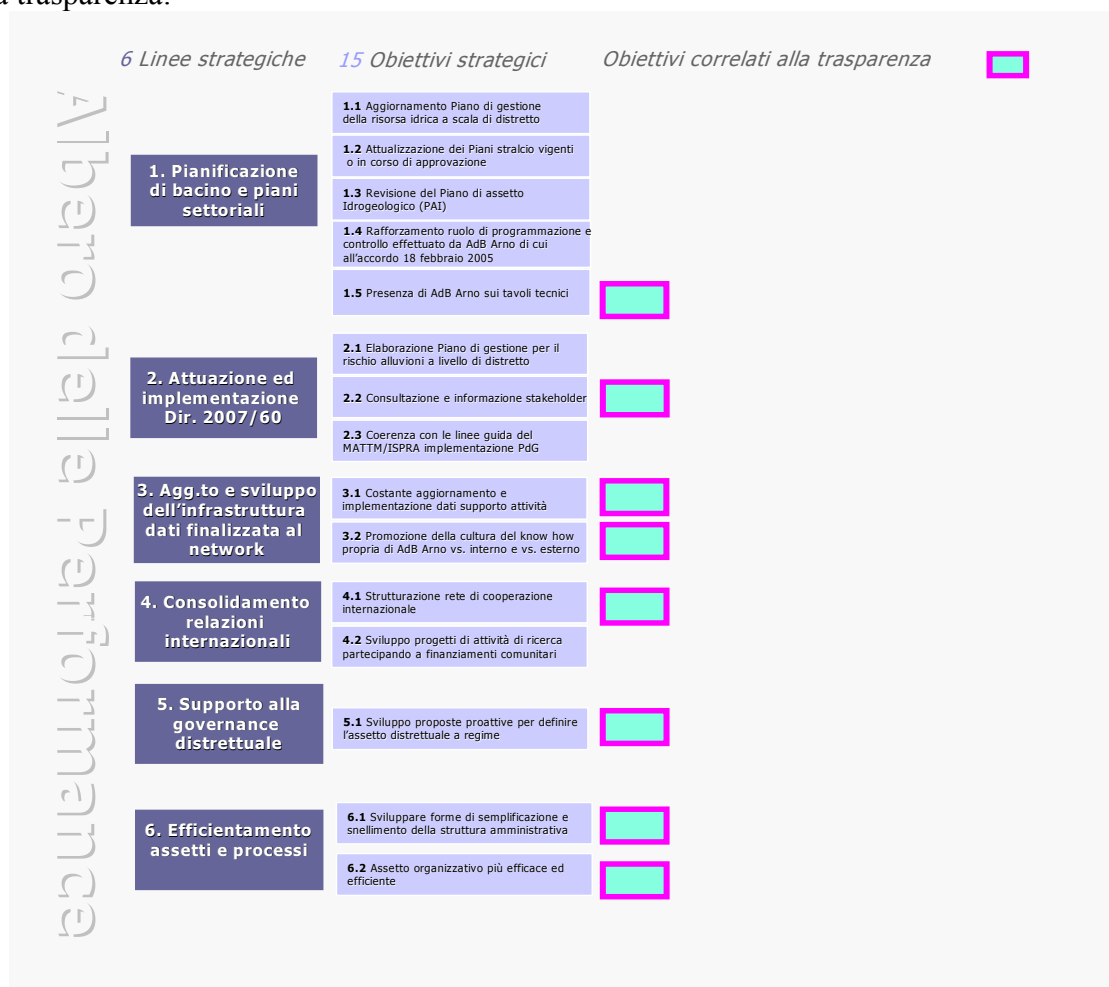 a trasparenza.
6 Linee strategiche
15 Obiettivi strategici
Obiettivi correlati alla trasparenza
Albero delle Performance
1. Pianificazione
di bacino e piani
settoriali
1.1 Aggiornamento Piano di gestione
della risorsa idrica a scala di distretto
1.2 Attualizzazione dei Piani stralcio vigenti
o in corso di approvazione
1.3 Revisione del Piano di assetto
Idrogeologico (PAI)
1.4 Rafforzamento ruolo di programmazione e
controllo effettuato da AdB Arno di cui
all’accordo 18 febbraio 2005
1.5 Presenza di AdB Arno sui tavoli tecnici
2. Attuazione ed
implementazione
Dir. 2007/60
2.1 Elaborazione Piano di gestione per il
rischio alluvioni a livello di distretto
2.2 Consultazione e informazione stakeholder
2.3 Coerenza con le linee guida del
MATTM/ISPRA implementazione PdG
3. Agg.to e sviluppo
dell’infrastruttura
dati finalizzata al
network
3.1 Costante aggiornamento e
implementazione dati supporto attività
3.2 Promozione della cultura del know how
propria di AdB Arno vs. interno e vs. esterno
4. Consolidamento
relazioni
internazionali
4.1 Strutturazione rete di cooperazione
internazionale
4.2 Sviluppo progetti di attività di ricerca
partecipando a finanziamenti comunitari
5. Supporto alla
governance
distrettuale
5.1 Sviluppo proposte proattive per definire
l’assetto distrettuale a regime
6. Efficientamento
assetti e processi
6.1 Sviluppare forme di semplificazione e
snellimento della struttura amministrativa
6.2 Assetto organizzativo più efficace ed
efficiente